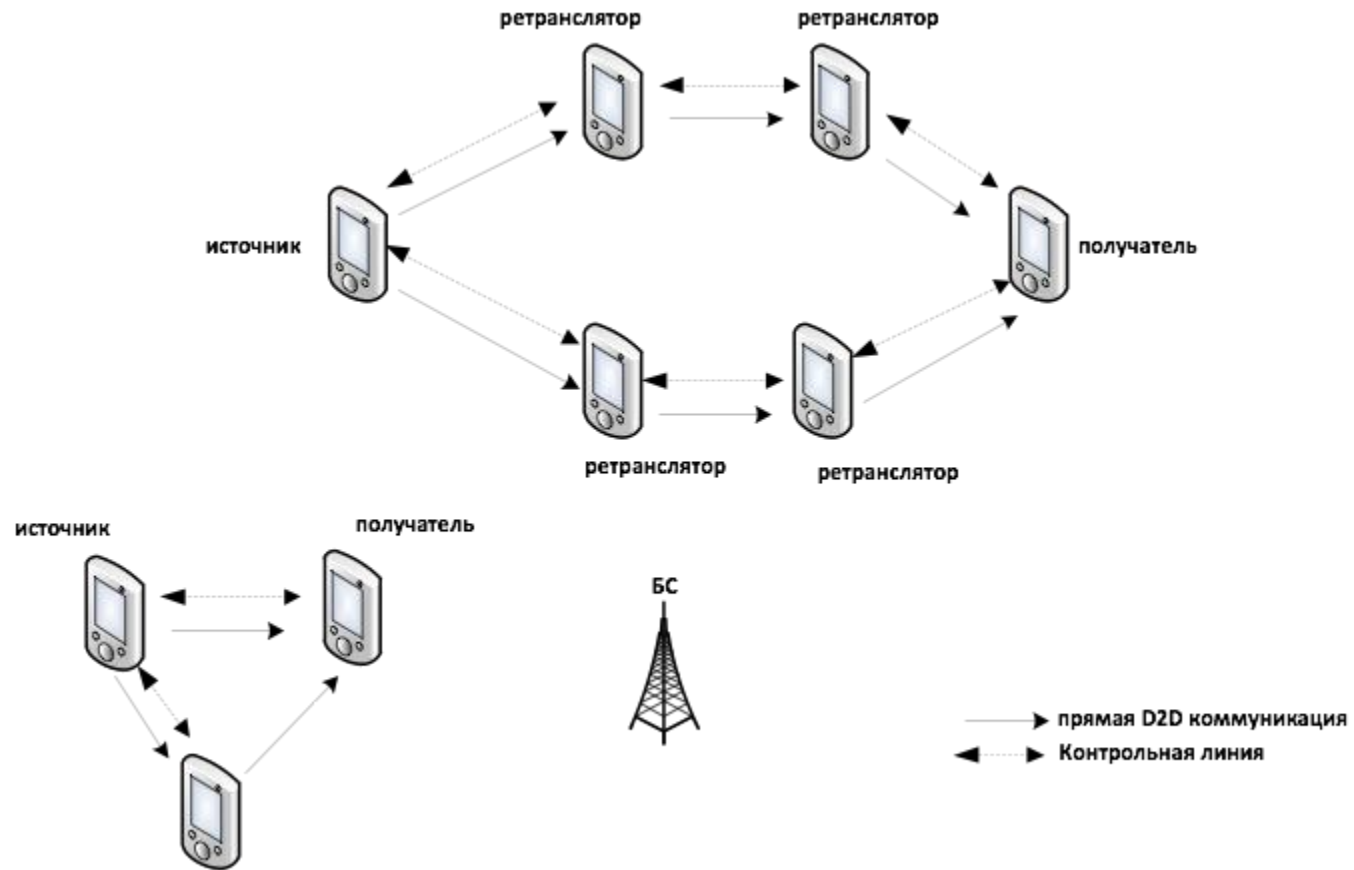 ретранслятор
ретранслятор
источник
получатель
ретранслятор
ретранслятор
источник
получатель
БС
прямая D2D коммуникация
Контрольная линия